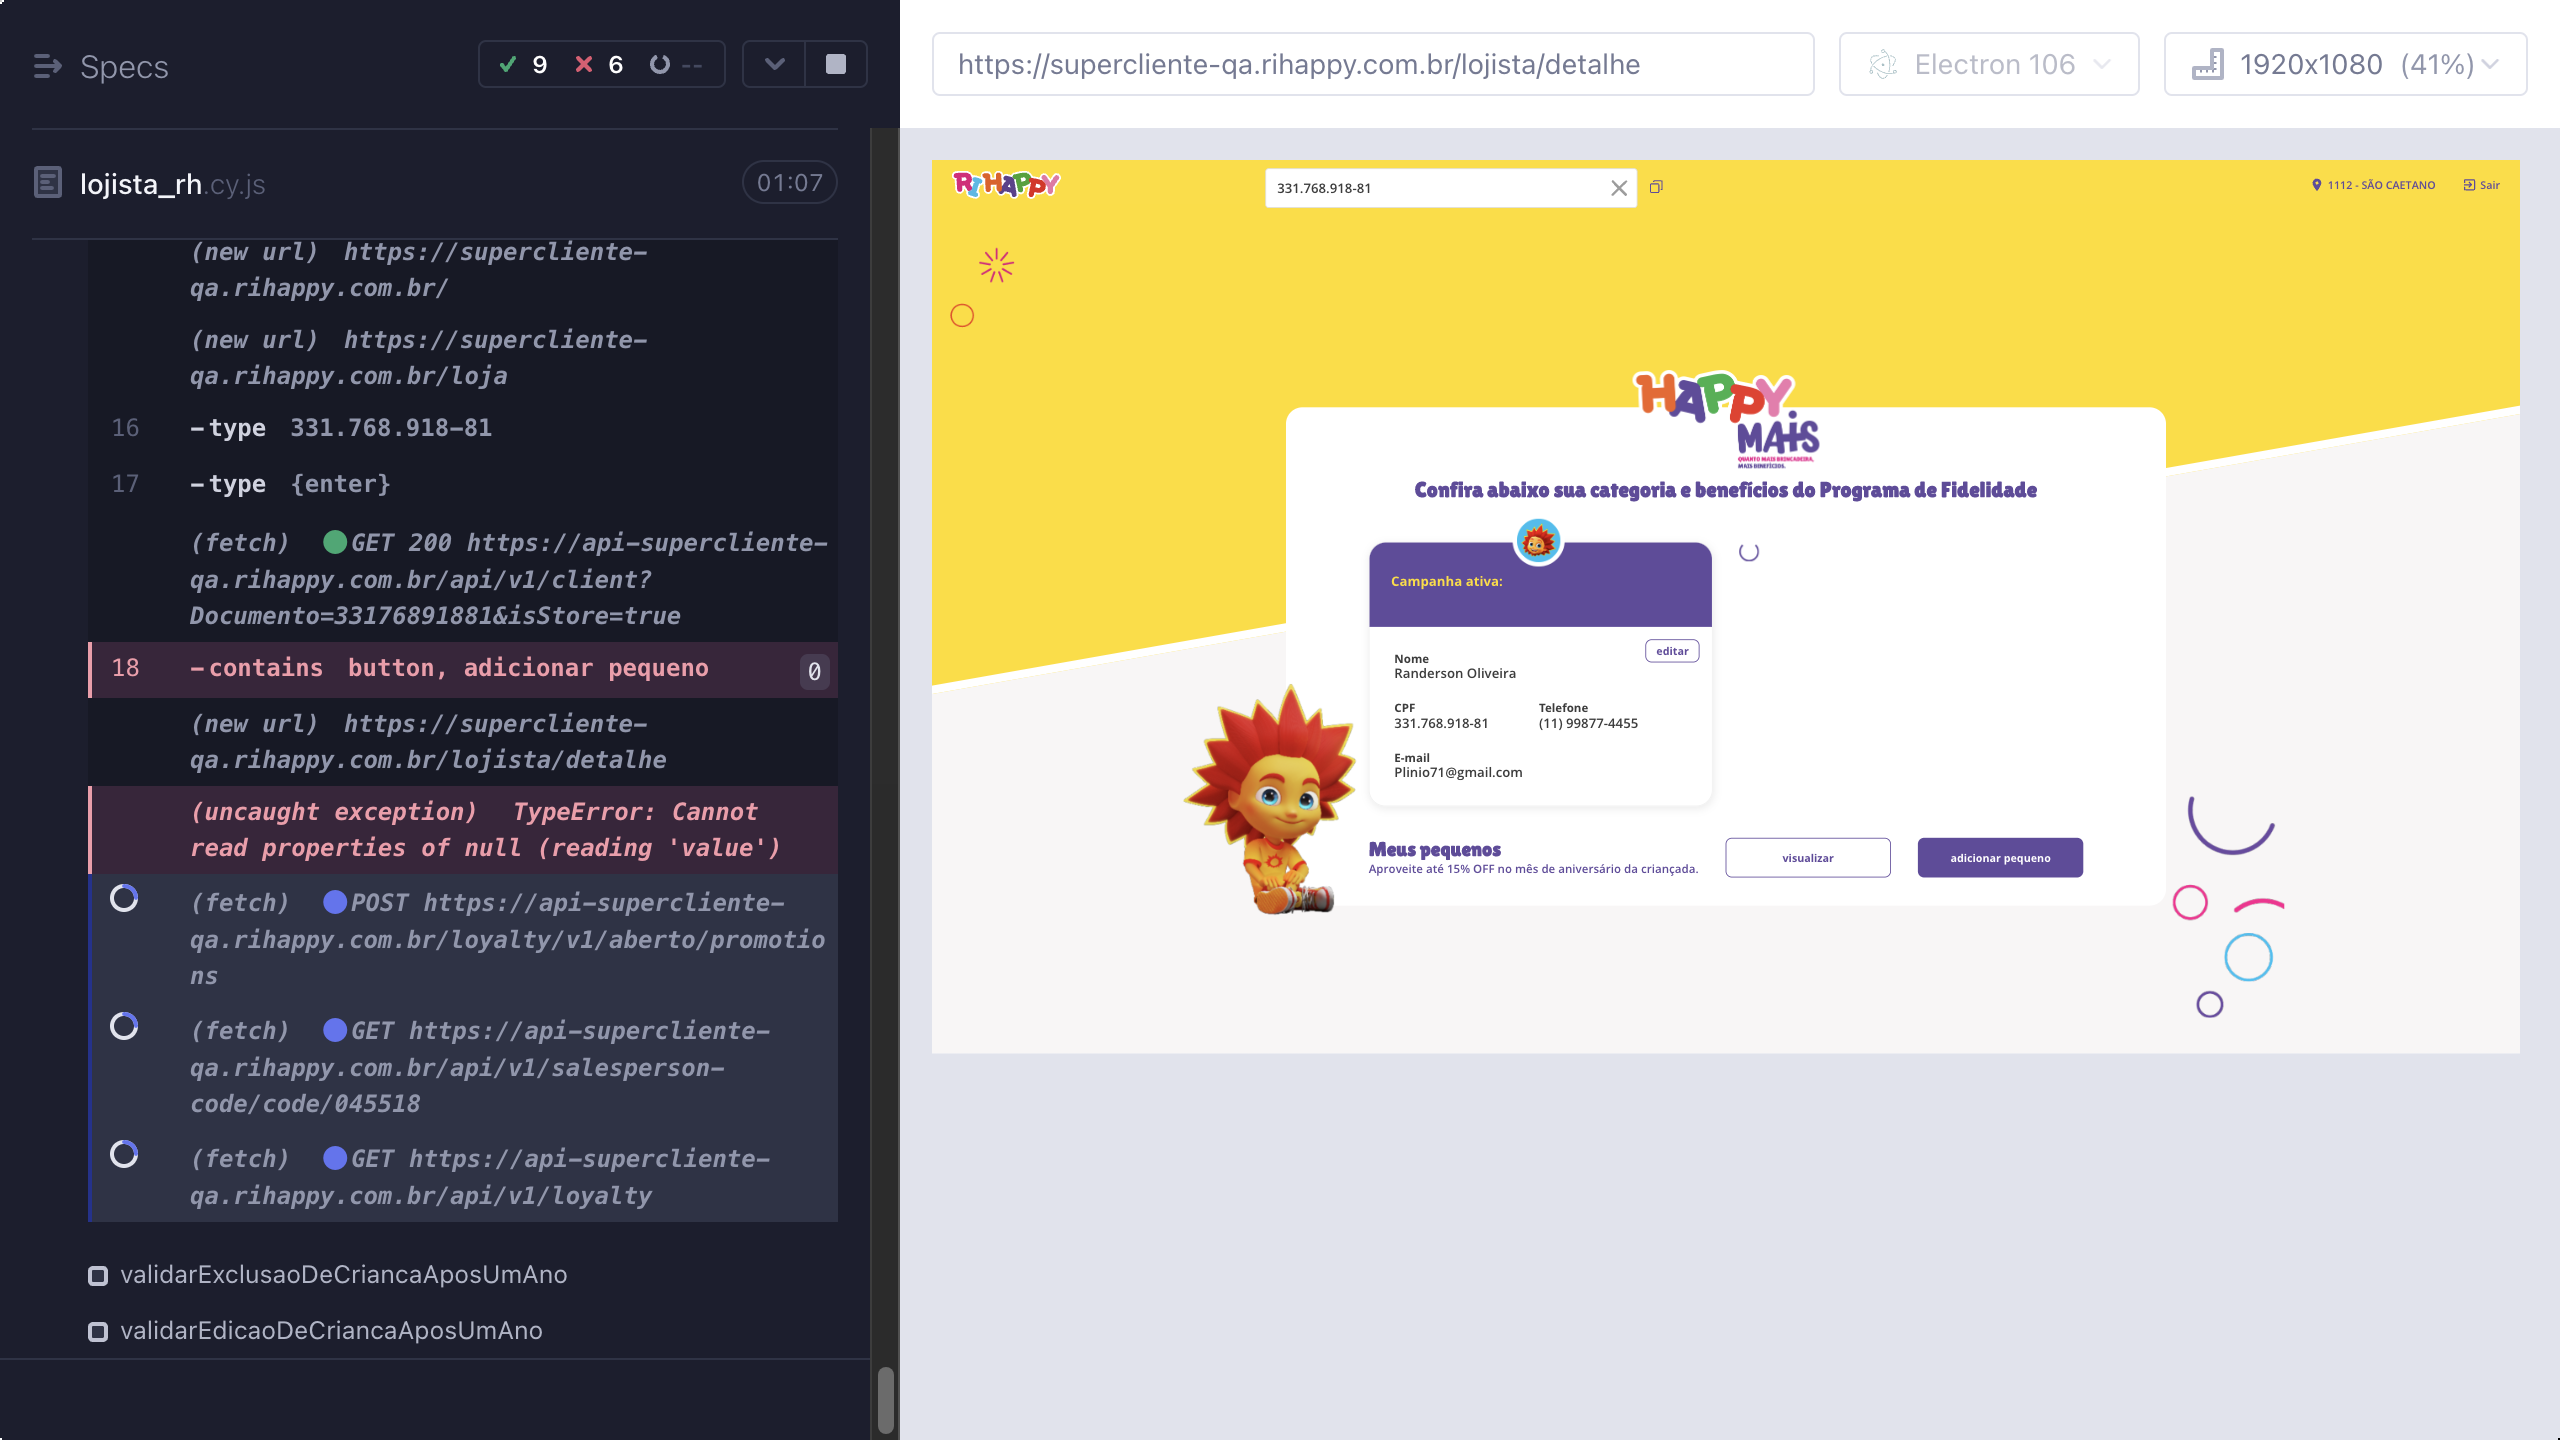 Specs
9 6 --
lojista_rh.cy.js 01:07
(new url) https://supercliente-
qa.rihappy.com.br/
(new url) https://supercliente-
qa.rihappy.com.br/loja
16 -type 331.768.918-81
17 -type {enter}
(fetch) GET 200 https://api-supercliente-
qa.rihappy.com.br/api/v1/client?
Documento=33176891881&isStore=true
18 -contains button, adicionar pequeno 0
(new url) https://supercliente-
qa.rihappy.com.br/lojista/detalhe
(uncaught exception) TypeError: Cannot
read properties of null (reading 'value')
(fetch) POST https://api-supercliente-
qa.rihappy.com.br/loyalty/v1/aberto/promotio
ns
(fetch) GET https://api-supercliente-
qa.rihappy.com.br/api/v1/salesperson-
code/code/045518
(fetch) GET https://api-supercliente-
qa.rihappy.com.br/api/v1/loyalty
validarExclusaoDeCriancaAposUmAno
validarEdicaoDeCriancaAposUmAno
https://supercliente-qa.rihappy.com.br/lojista/detalhe
Electron 106
1920x1080 (41%)
RI HAPPY
331.768.918-81
1112 - SÃO CAETANO
Sair
HAPPY
MAIS
QUANTO MAIS BRINCADEIRA,
MAIS BENEFÍCIOS.
Confira abaixo sua categoria e benefícios do Programa de Fidelidade
Campanha ativa:
editar
Nome
Randerson Oliveira
CPF Telefone
331.768.918-81 (11) 99877-4455
E-mail
Plinio71@gmail.com
Meus pequenos
Aproveite até 15% OFF no mês de aniversário da criançada.
visualizar
adicionar pequeno